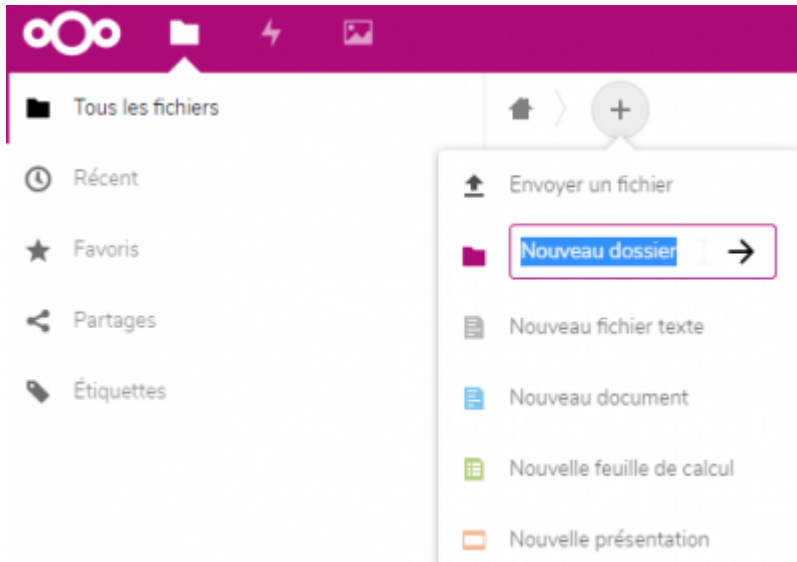 Tous les fichiers
Récent
Favoris
Partages
Étiquettes
Envoyer un fichier
Nouveau dossier
Nouveau fichier texte
Nouveau document
Nouvelle feuille de calcul
Nouvelle présentation